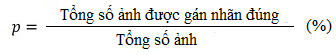 Tổng số ảnh được gán nhãn đúng
p = (%)
Tổng số ảnh